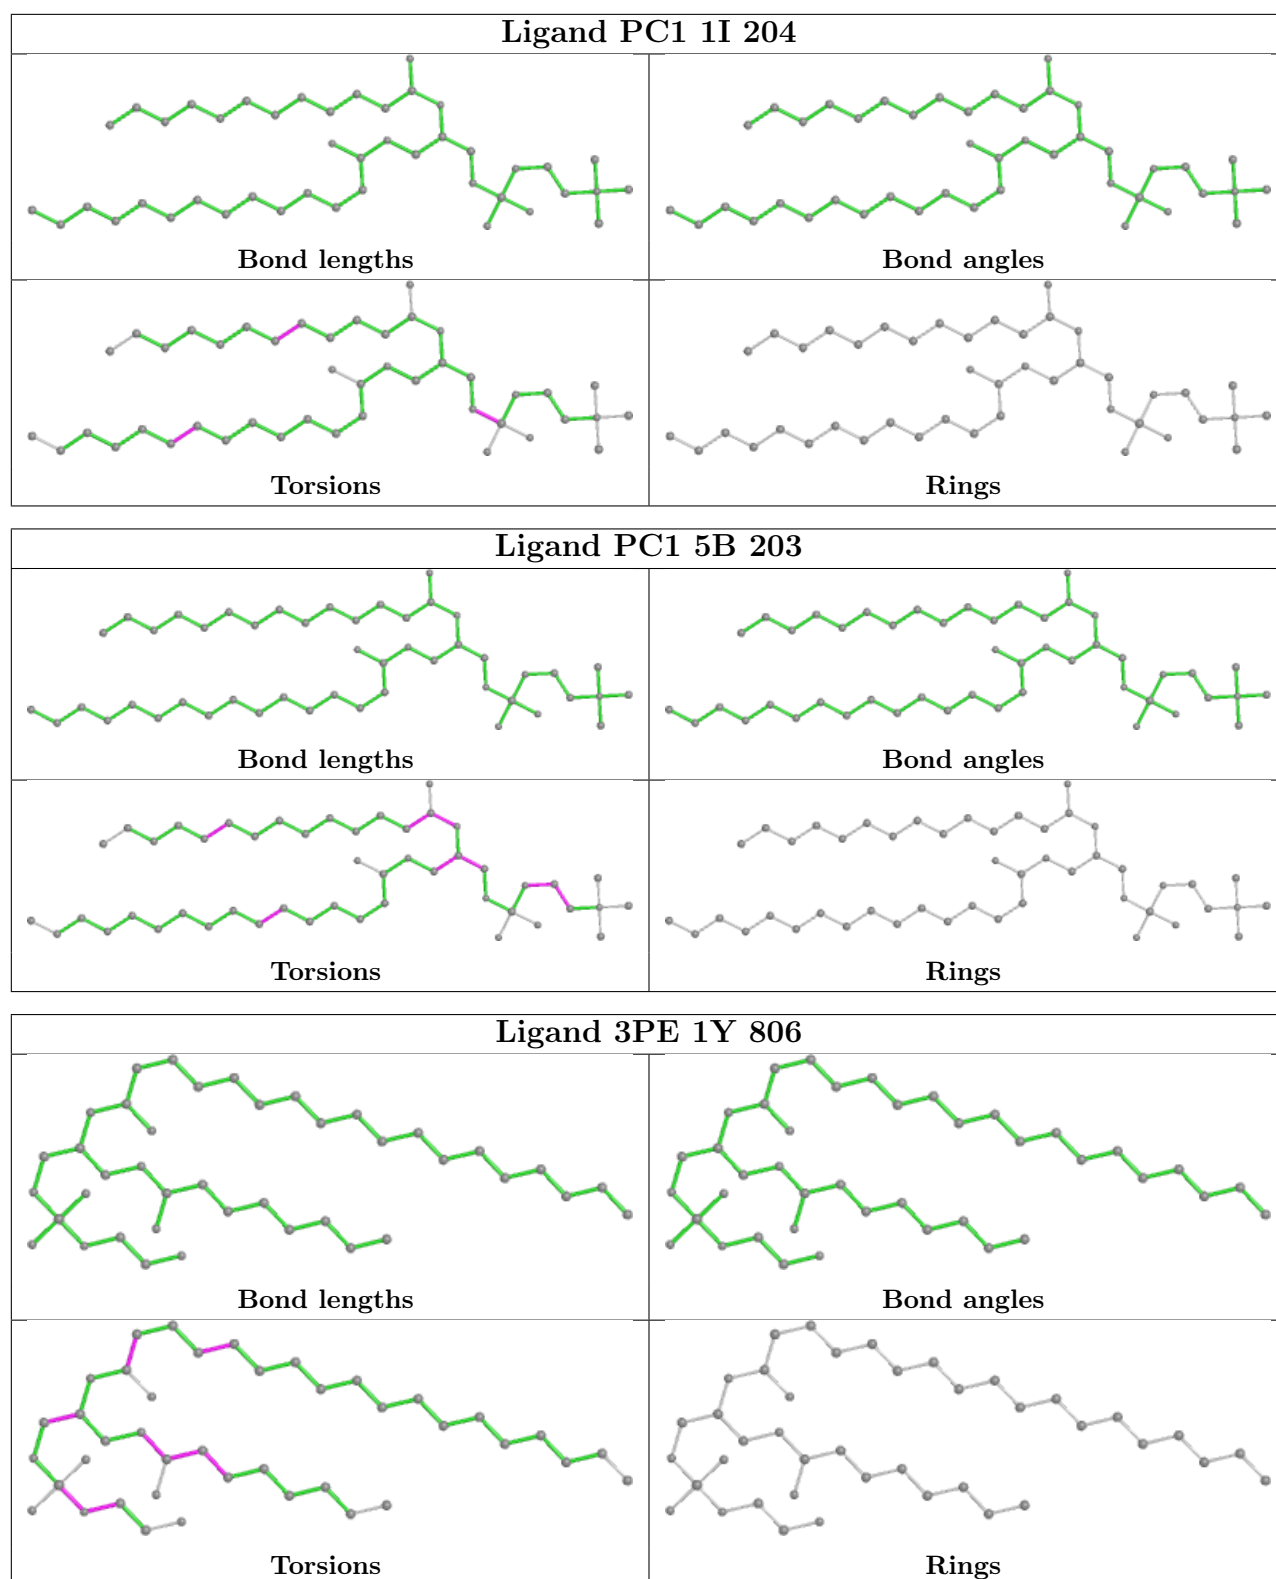 Ligand PC1 1I 204
Bond lengths
Bond angles
Torsions
Rings
Ligand PC1 5B 203
Bond lengths
Bond angles
Torsions
Rings
Ligand 3PE 1Y 806
Bond lengths
Bond angles
Torsions
Rings